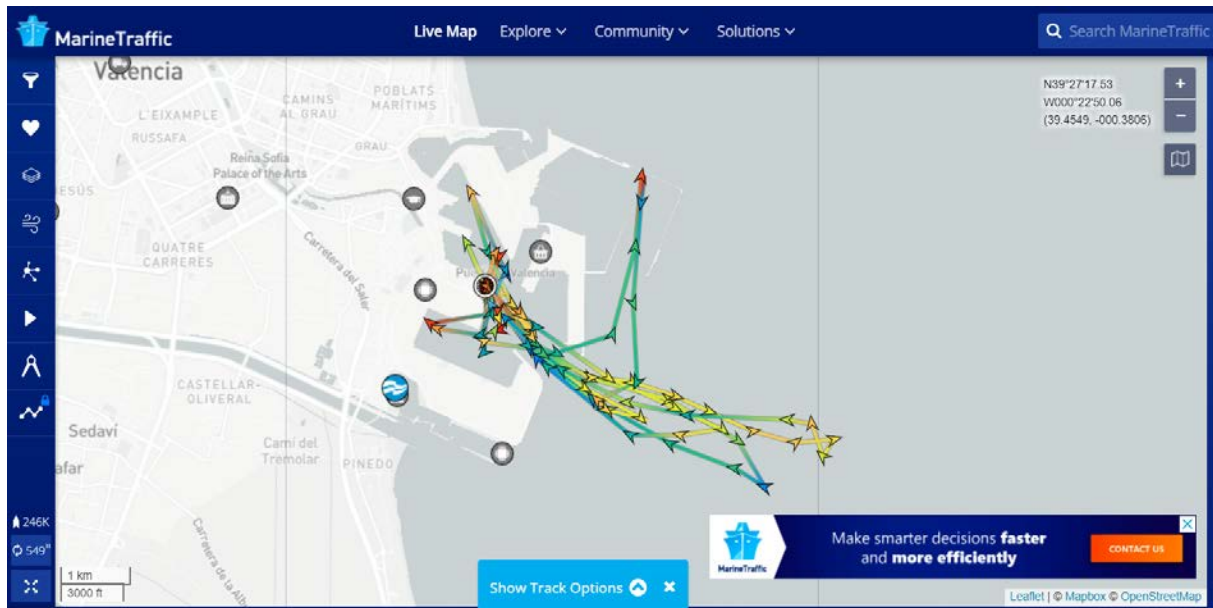 MarineTraffic
Live Map
Explore
Community
Solutions
Search MarineTraffic
Valencia
POBLATS
MARÍTIMS
CAMINS
AL GRAU
L'EIXAMPLE
RUSSAFA
GRAU
Reina Sofia
Palace of the Arts
ESÚS
QUATRE
CARRERES
Carretera del Saler
Valencia
N39°27'17.53
W000°22'50.06
(39.4549, -000.3806)
+
−
CASTELLAR-
OLIVERAL
Sedaví
Camí del
Tremolar
PINEDO
afar
246K
549"
1 km
3000 ft
Show Track Options
×
MarineTraffic
Make smarter decisions faster
and more efficiently
CONTACT US
Leaflet | © Mapbox © OpenStreetMap